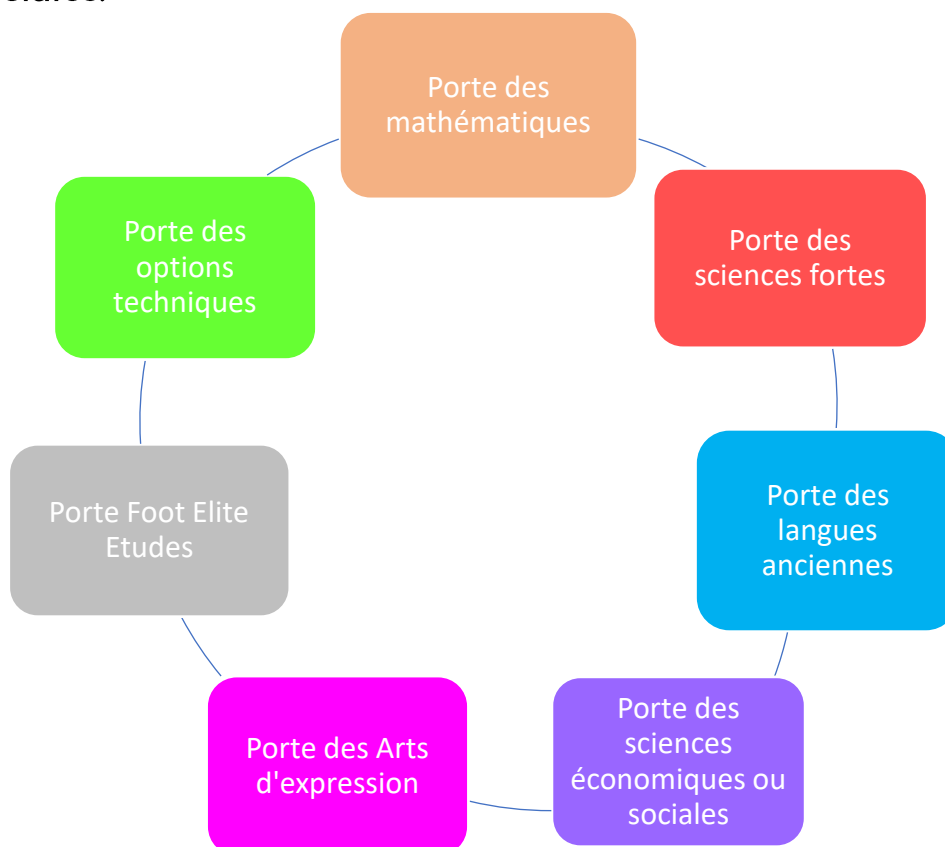 Porte des
mathématiques
Porte des
sciences fortes
Porte des
langues
anciennes
Porte des
sciences
économiques ou
sociales
Porte des Arts
d'expression
Porte Foot Elite
Etudes
Porte des
options
techniques